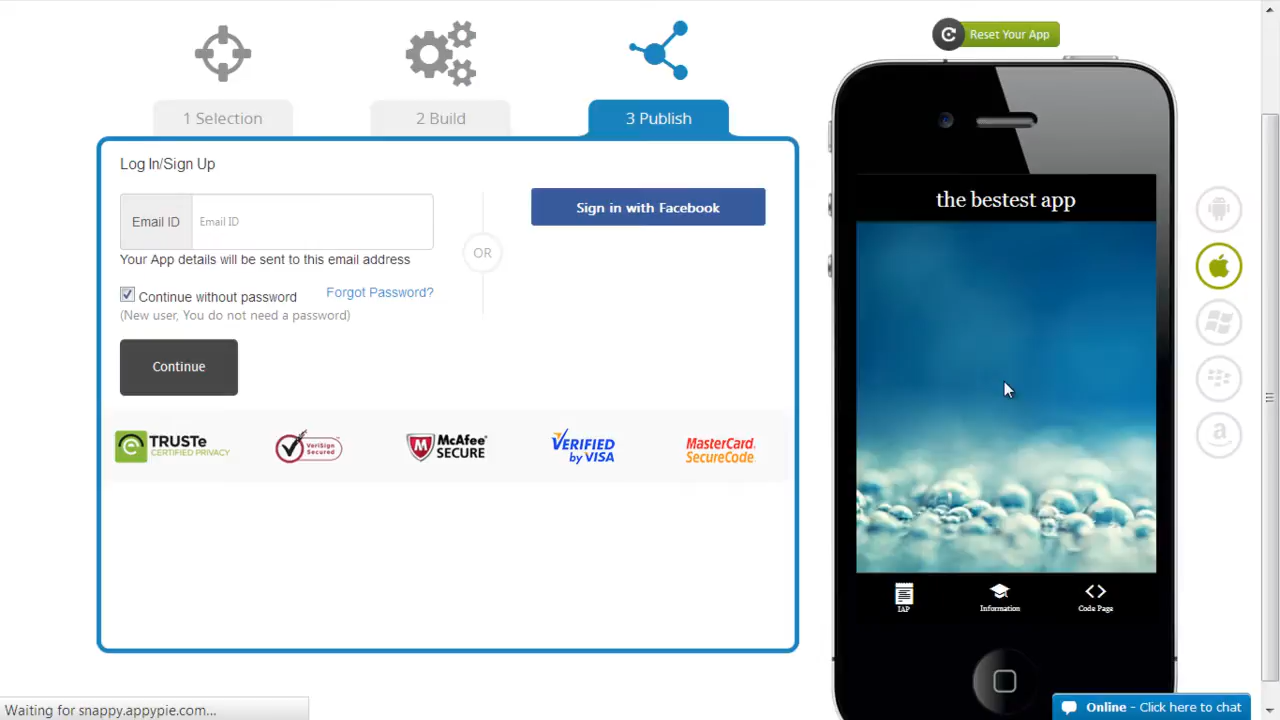 Reset Your App
1 Selection
2 Build
3 Publish
Log In/Sign Up
Email ID
Email ID
Your App details will be sent to this email address
Continue without password
Forgot Password?
(New user, You do not need a password)
Continue
OR
Sign in with Facebook
TRUSTe
CERTIFIED PRIVACY
VeriSign
Secured
McAfee
SECURE
VERIFIED
by VISA
MasterCard.
SecureCode
the bestest app
IAP
Information
Code Page
a
Waiting for snappy.appypie.com...
Online - Click here to chat